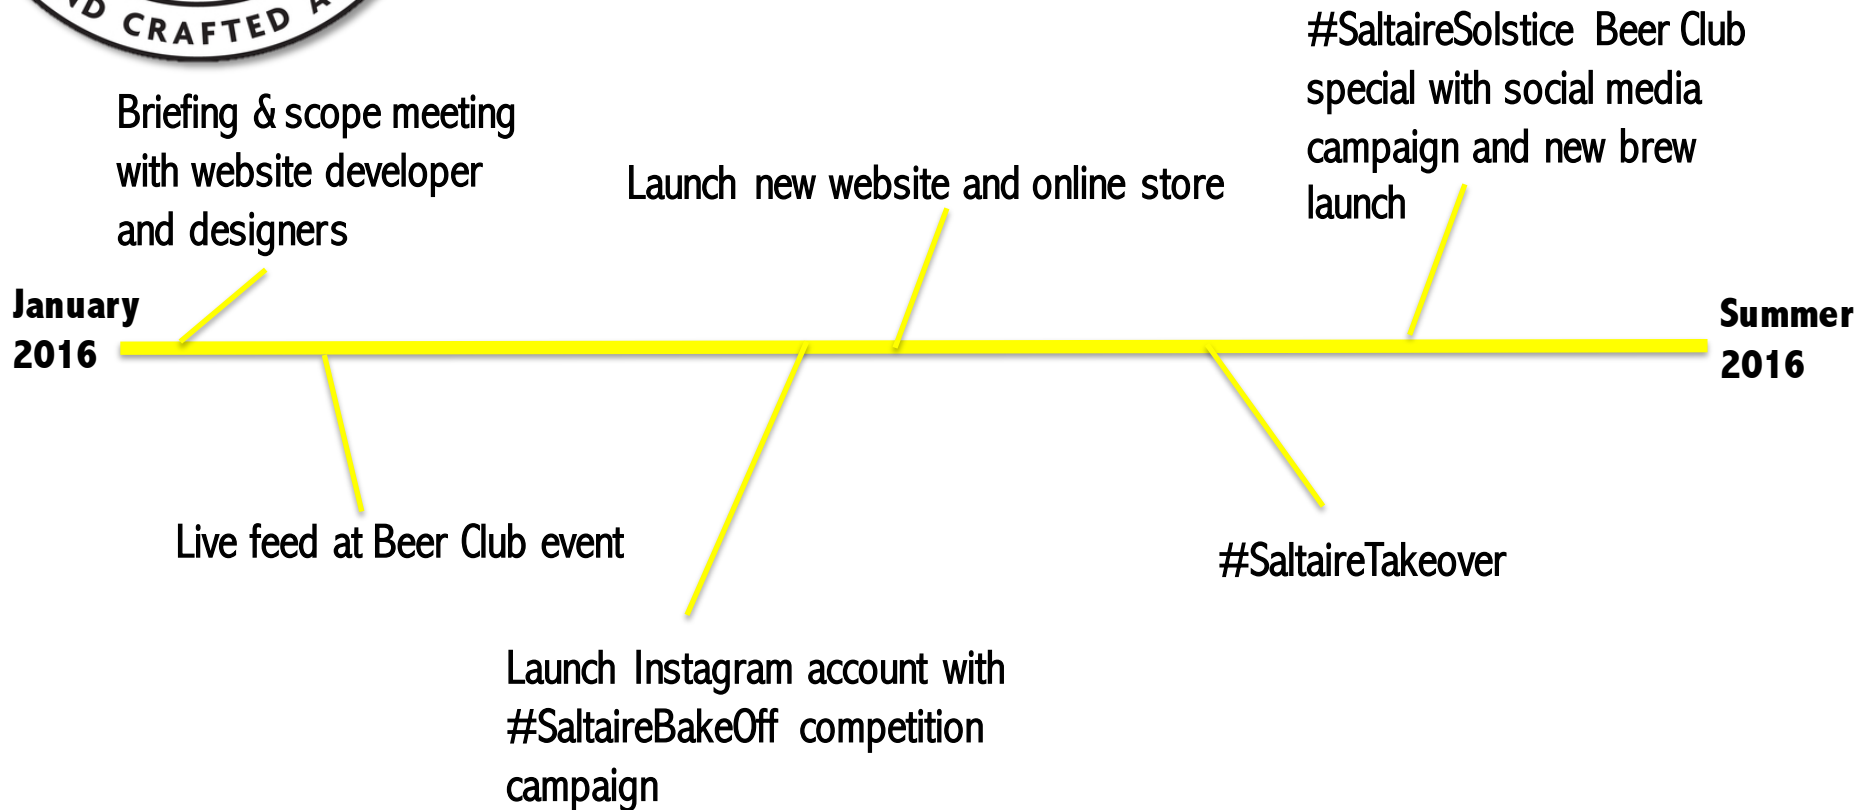 ND CRAFTED A
#SaltaireSolstice Beer Club
special with social media
campaign and new brew
launch
Briefing & scope meeting
with website developer
and designers
Launch new website and online store
January
2016
Summer
2016
Live feed at Beer Club event
#SaltaireTakeover
Launch Instagram account with
#SaltaireBakeOff competition
campaign